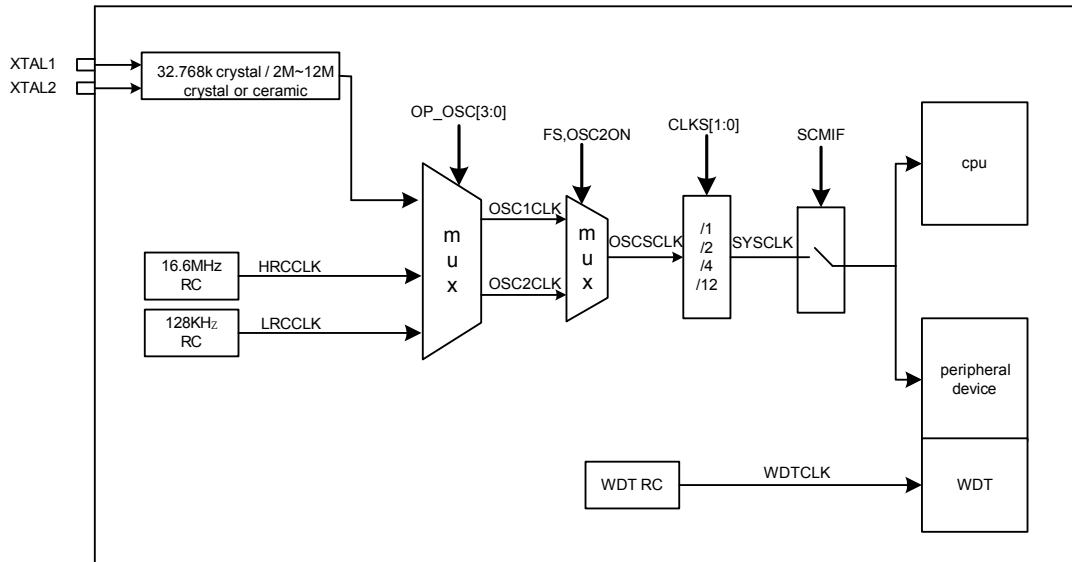 XTAL1
XTAL2
32.768k crystal / 2M~12M
crystal or ceramic
OP_OSC[3:0]
FS,OSC2ON
CLKS[1:0]
SCMIF
cpu
m
u
x
OSC1CLK
OSC2CLK
m
u
x
OSCSCLK
/1
/2
/4
/12
SYSCLK
16.6MHz
RC
HRCCLK
128KHz
RC
LRCCLK
peripheral
device
WDT RC
WDTCLK
WDT